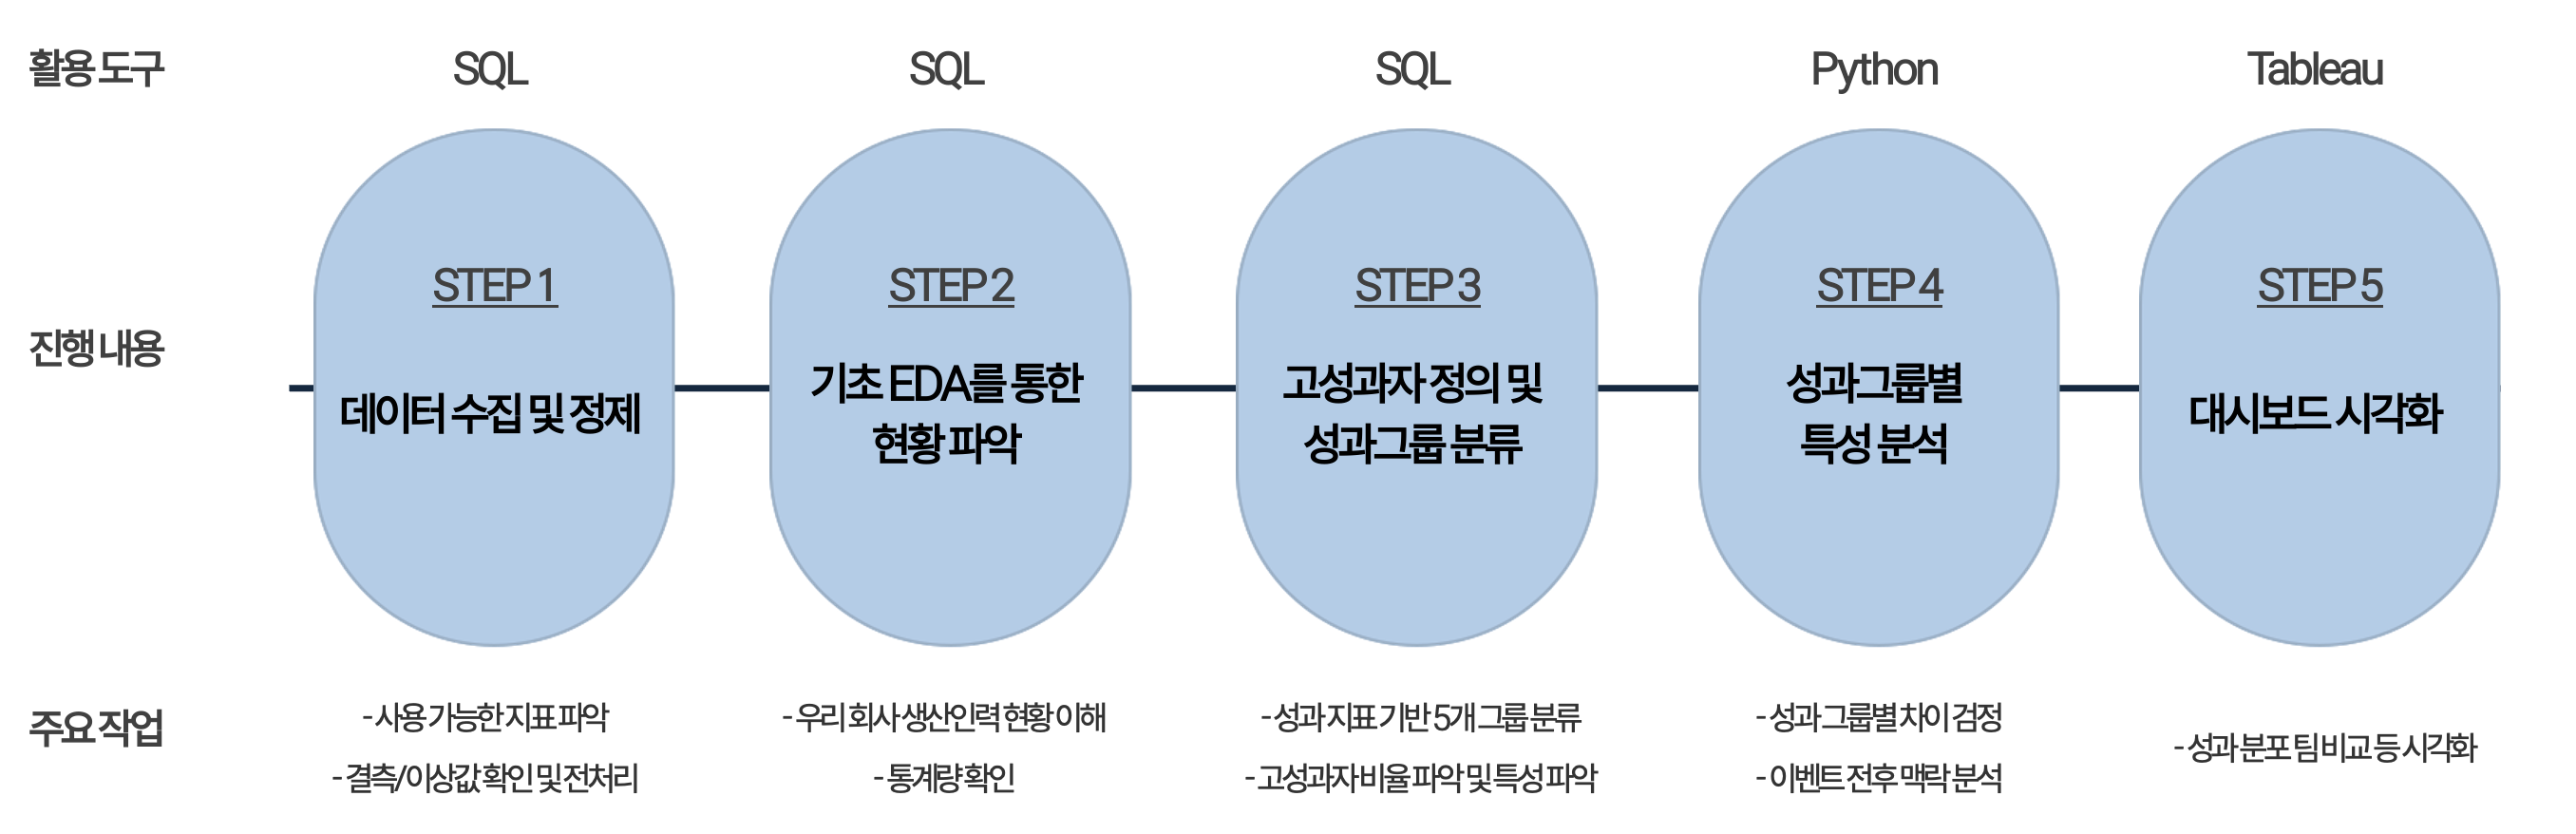 활용 도구 SQL SQL SQL Python Tableau
STEP 1 STEP 2 STEP 3 STEP 4 STEP 5
진행 내용
데이터 수집 및 정제
기초 EDA를 통한
현황 파악
고성과자 정의 및
성과그룹 분류
성과그룹별
특성 분석
대시보드 시각화
주요 작업
- 사용 가능한 지표 파악
- 결측/이상값 확인 및 전처리
- 우리 회사 생산인력 현황 이해
- 통계량 확인
- 성과 지표 기반 5개 그룹 분류
- 고성과자 비율 파악 및 특성 파악
- 성과 그룹별 차이 검정
- 이벤트 전후 맥락 분석
- 성과 분포 팀 비교 등 시각화